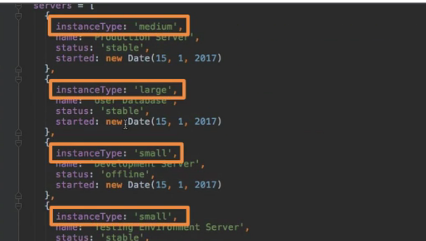 servers = [
{
instanceType: 'medium',
name: 'Production Server',
status: 'stable',
started: new Date(15, 1, 2017)
},
{
instanceType: 'large',
name: 'User Database',
status: 'stable',
started: new Date(15, 1, 2017)
},
{
instanceType: 'small',
name: 'Development Server',
status: 'offline',
started: new Date(15, 1, 2017)
},
{
instanceType: 'small',
name: 'Testing Environment Server',
status: 'stable',